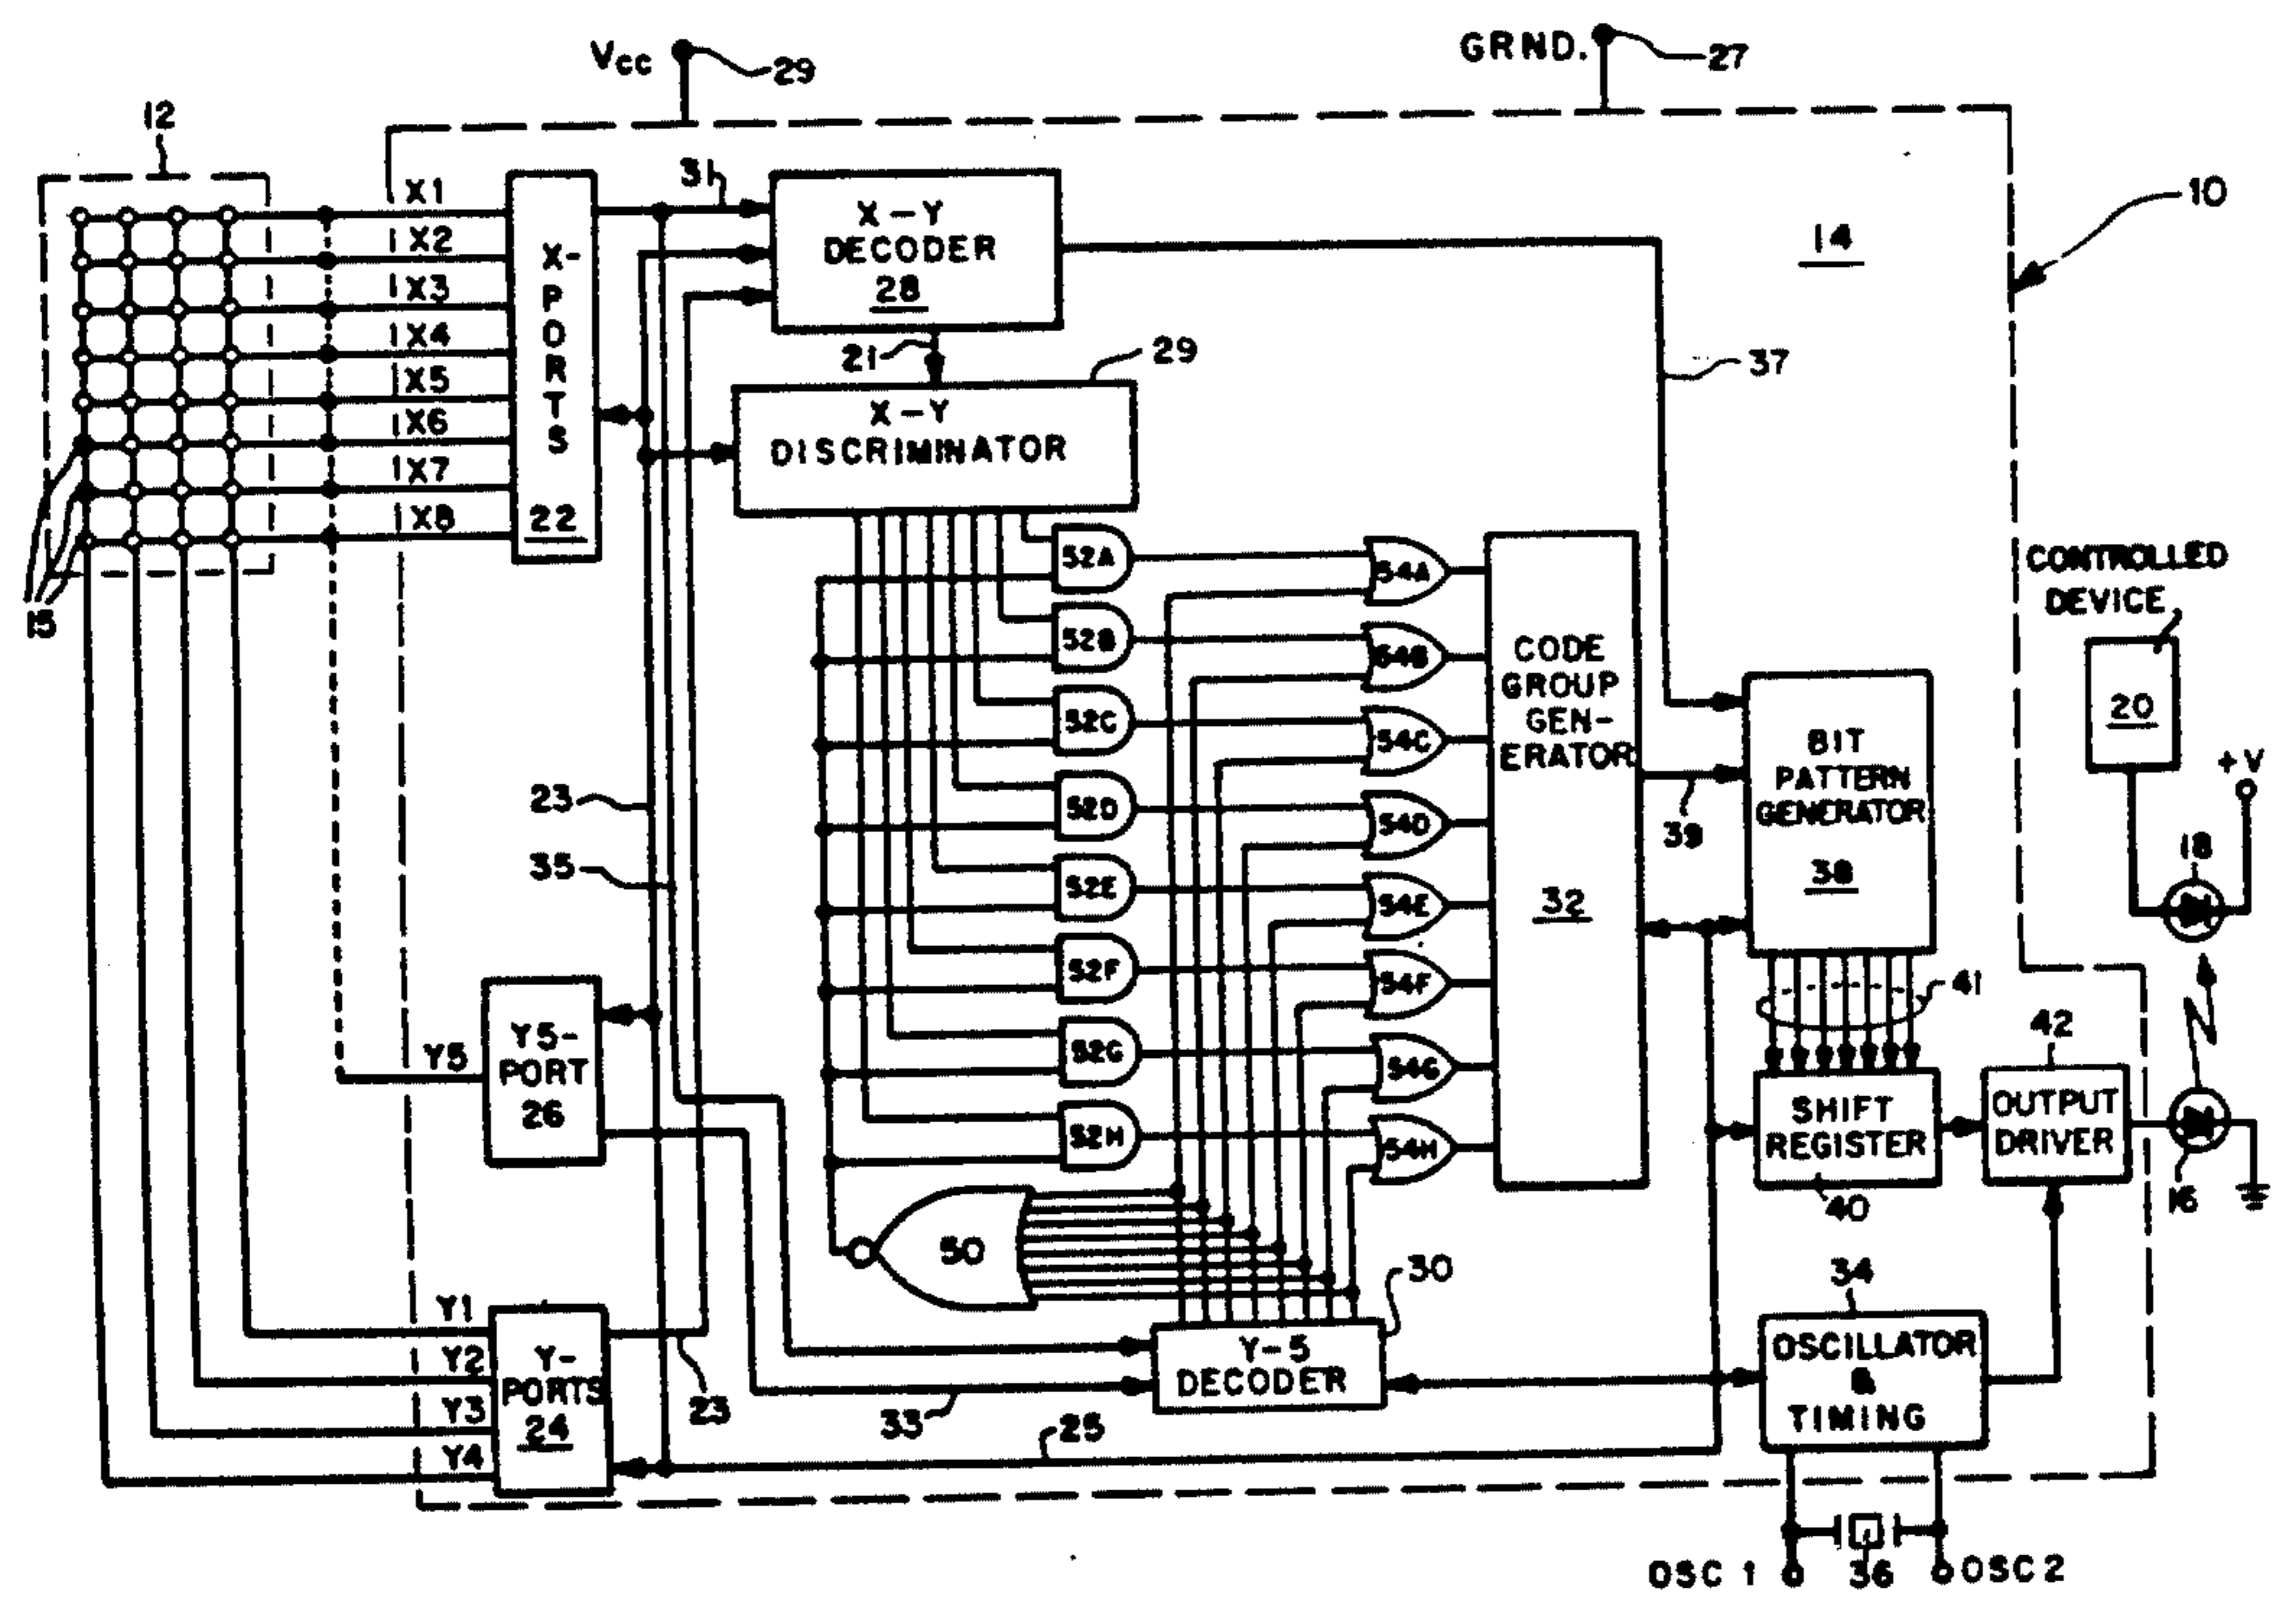 Vcc
29
GRND.
27
12
10
14
X1
X2
X3
X4
X5
X6
X7
X8
X-
PORTS
22
31
X-Y
DECODER
28
21
29
X-Y
DISCRIMINATOR
37
15
52A
52B
52C
52D
52E
52F
52G
52H
54A
54B
54C
54D
54E
54F
54G
54H
CODE
GROUP
GEN-
ERATOR
32
CONTROLLED
DEVICE
20
+V
18
BIT
PATTERN
GENERATOR
38
39
23
35
41
42
Y5
Y5-
PORT
26
SHIFT
REGISTER
40
OUTPUT
DRIVER
16
50
30
34
Y1
Y2
Y3
Y4
Y-
PORTS
24
23
33
25
Y-5
DECODER
OSCILLATOR
&
TIMING
OSC 1
36
OSC 2